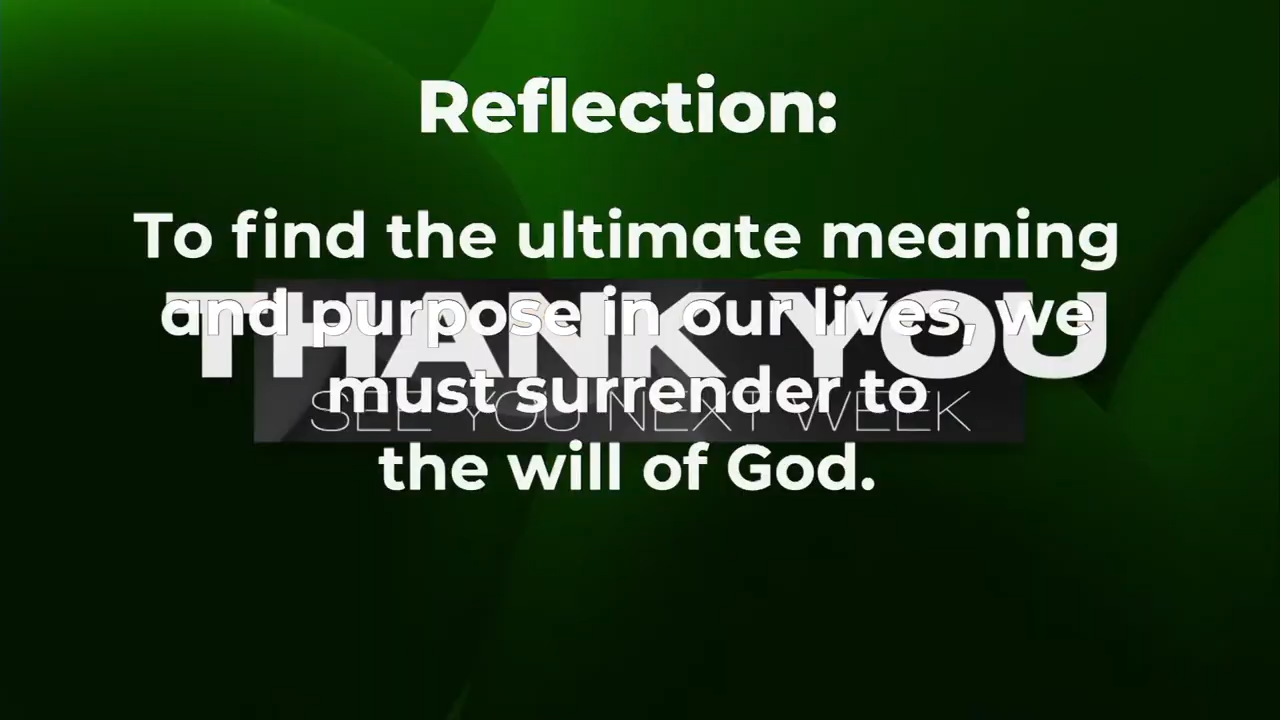 Reflection:
To find the ultimate meaning
and purpose in our lives, we
THANK YOU
must surrender to
SEE YOU NEXT WEEK
the will of God.